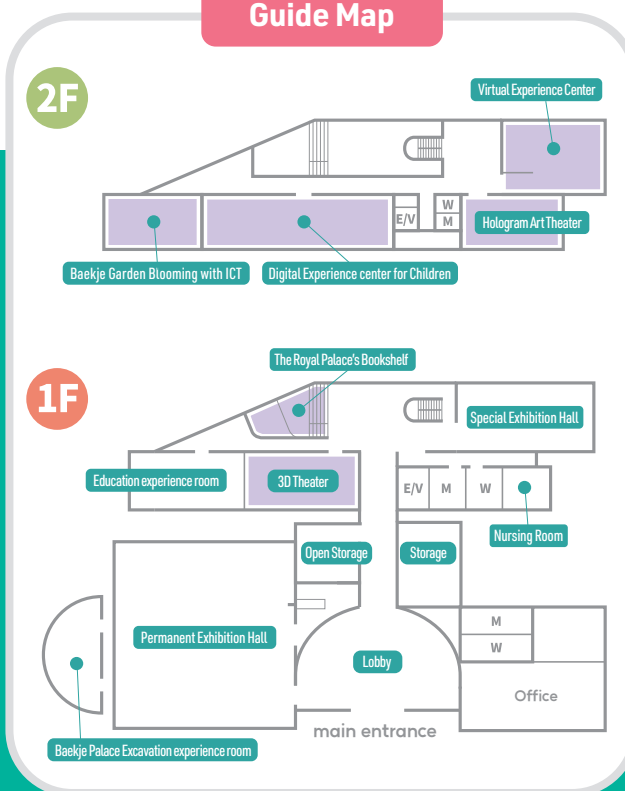 Guide Map
2F
Virtual Experience Center
E/V
W
M
Hologram Art Theater
Baekje Garden Blooming with ICT
Digital Experience center for Children
The Royal Palace's Bookshelf
1F
Special Exhibition Hall
Education experience room
3D Theater
E/V
M
W
Nursing Room
Open Storage
Storage
M
W
Permanent Exhibition Hall
Lobby
Office
main entrance
Baekje Palace Excavation experience room